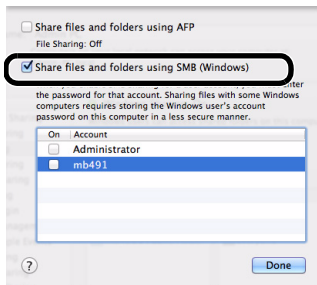 Share files and folders using AFP
File Sharing: Off
Share files and folders using SMB (Windows)
enter
the password for that account. Sharing files with some Windows
computers requires storing the Windows user's account
password on this computer in a less secure manner.
On Account
Administrator
mb491
? Done